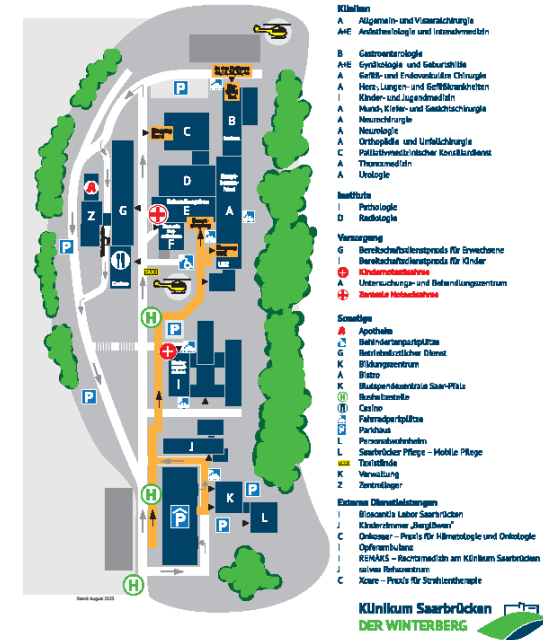 Kliniken
A Allgemein- und Viszeralchirurgie
A+E Anästhesiologie und Intensivmedizin
B Gastroenterologie
A+E Gynäkologie und Geburtshilfe
A Gefäß- und Endovaskuläre Chirurgie
A Herz-, Lungen- und Gefäßkrankheiten
I Kinder- und Jugendmedizin
A Mund-, Kiefer- und Gesichtschirurgie
A Neurochirurgie
A Neurologie
A Orthopädie und Unfallchirurgie
C Palliativmedizinischer Konsiliardienst
A Thoraxmedizin
A Urologie
Institute
I Pathologie
D Radiologie
Versorgung
G Bereitschaftsdienstpraxis für Erwachsene
I Bereitschaftsdienstpraxis für Kinder
Kindernotaufnahme
A Untersuchungs- und Behandlungszentrum
Zentrale Notaufnahme
Sonstige
Apotheke
Behindertenparkplätze
G Betriebsärztlicher Dienst
K Bildungszentrum
A Bistro
K Blutspendezentrale Saar-Pfalz
H Bushaltestelle
Casino
Fahrradparkplätze
P Parkhaus
L Personalwohnheim
L Saarbrücker Pflege – Mobile Pflege
TAXI Taxistände
K Verwaltung
Z Zentrallager
Externe Dienstleistungen
I Bioscentia Labor Saarbrücken
J Kinderzimmer „Berglöwen“
C Onkosaar – Praxis für Hämatologie und Onkologie
I Opferambulanz
I REMAKS – Rechtsmedizin am Klinikum Saarbrücken
J salvea Rehazentrum
C Xcare – Praxis für Strahlentherapie
Klinikum Saarbrücken
DER WINTERBERG
P
B
C
D
Z
G
E
A
F
P
UBZ
Casino
TAXI
H
P
I
P
J
H
P
K
P
P
L
H
Stand: August 2025